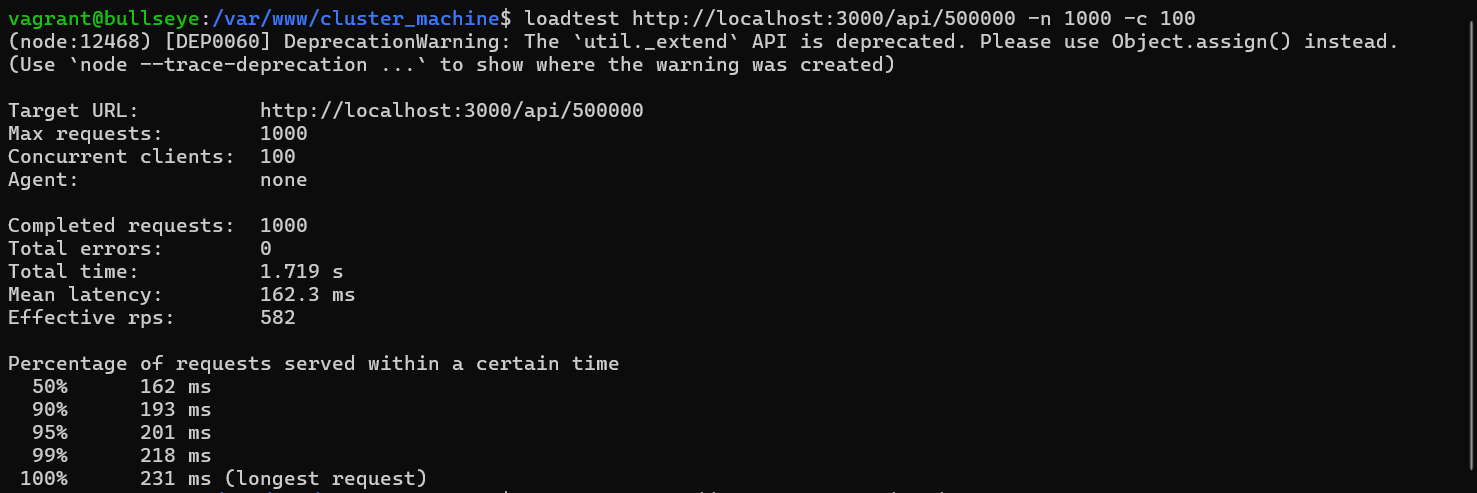 vagrant@bullseye:/var/www/cluster_machine$ loadtest http://localhost:3000/api/500000 -n 1000 -c 100
(node:12468) [DEP0060] DeprecationWarning: The `util._extend` API is deprecated. Please use Object.assign() instead.
(Use `node --trace-deprecation ...` to show where the warning was created)
Target URL: http://localhost:3000/api/500000
Max requests: 1000
Concurrent clients: 100
Agent: none
Completed requests: 1000
Total errors: 0
Total time: 1.719 s
Mean latency: 162.3 ms
Effective rps: 582
Percentage of requests served within a certain time
50% 162 ms
90% 193 ms
95% 201 ms
99% 218 ms
100% 231 ms (longest request)